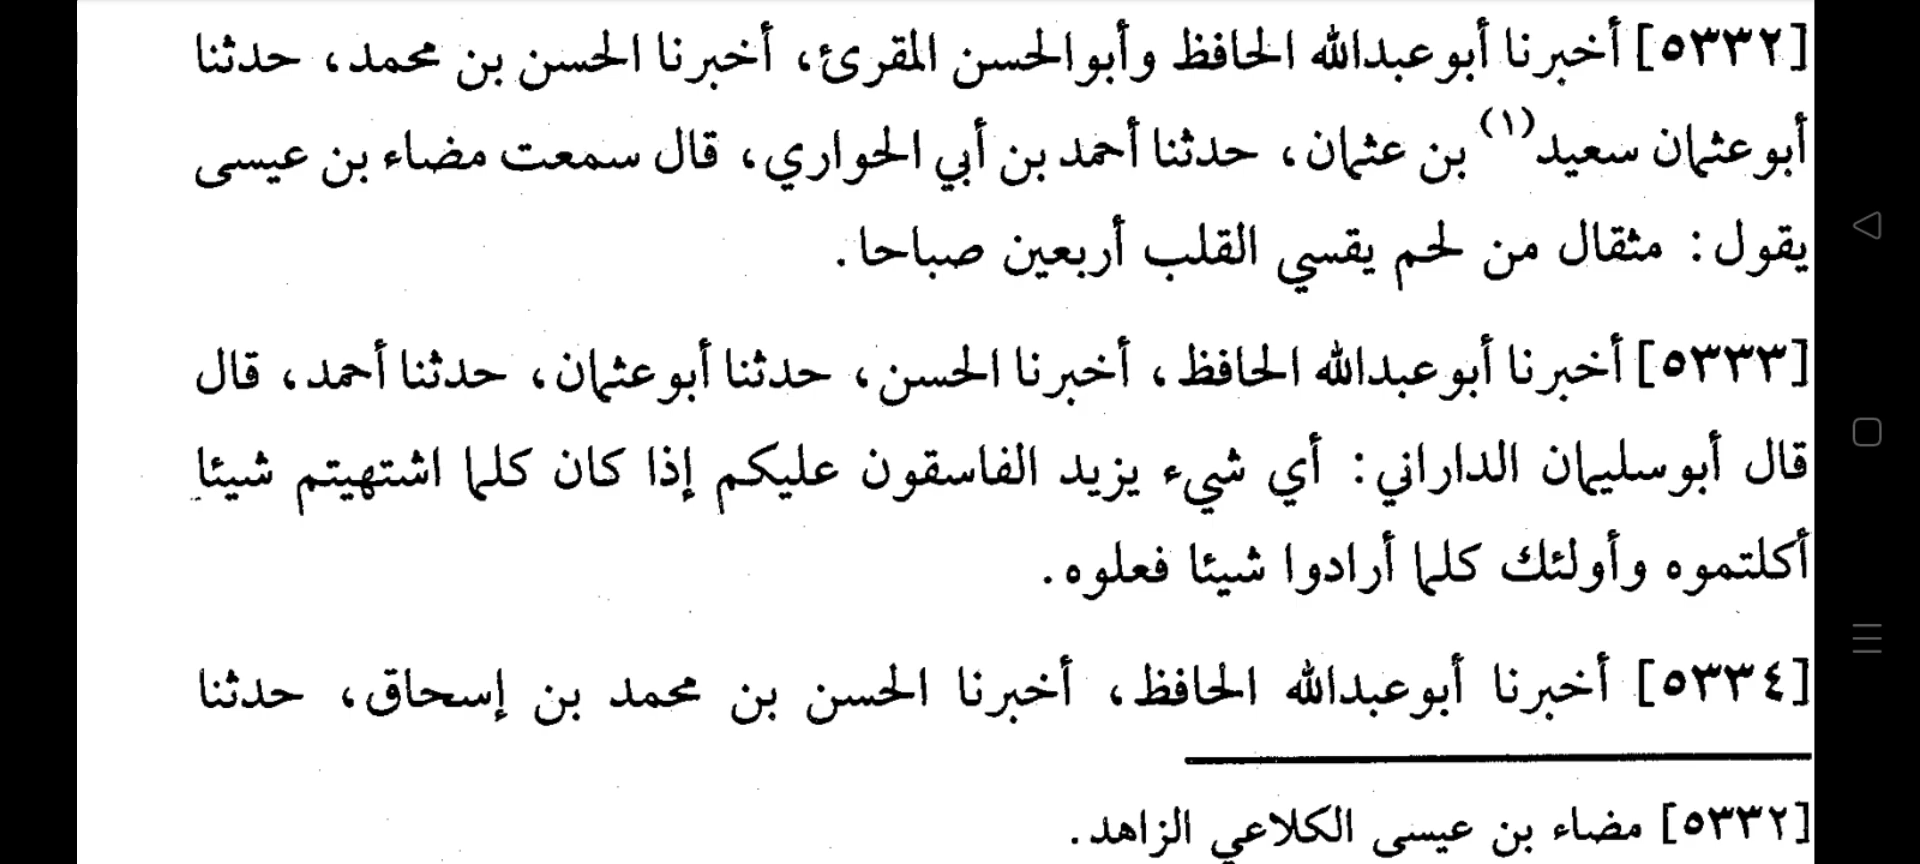 [٥٣٣٢] أخبرنا أبوعبدالله الحافظ وأبوالحسن المقرئ، أخبرنا الحسن بن محمد، حدثنا
أبوعثمان سعيد(١) بن عثمان، حدثنا أحمد بن أبي الحواري، قال سمعت مضاء بن عيسى
يقول: مثقال من لحم يقسي القلب أربعين صباحا.
[٥٣٣٣] أخبرنا أبوعبدالله الحافظ، أخبرنا الحسن، حدثنا أبوعثمان، حدثنا أحمد، قال
قال أبوسليمان الداراني: أي شيء يزيد الفاسقون عليكم إذا كان كلما اشتهيتم شيئا
أكلتموه وأولئك كلما أرادوا شيئا فعلوه.
[٥٣٣٤] أخبرنا أبوعبدالله الحافظ، أخبرنا الحسن بن محمد بن إسحاق، حدثنا
[٥٣٣٢] مضاء بن عيسى الكلاعي الزاهد.